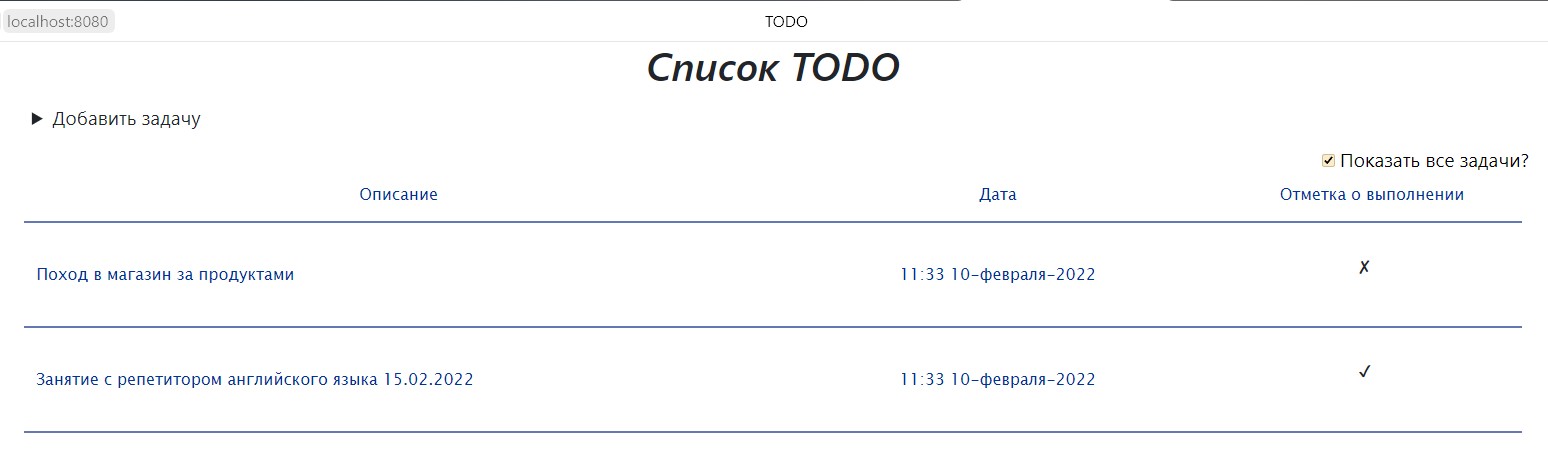 localhost:8080 TODO
Список TODO
▶ Добавить задачу
Показать все задачи?
Описание Дата Отметка о выполнении
Поход в магазин за продуктами 11:33 10-февраля-2022 ✗
Занятие с репетитором английского языка 15.02.2022 11:33 10-февраля-2022 ✓